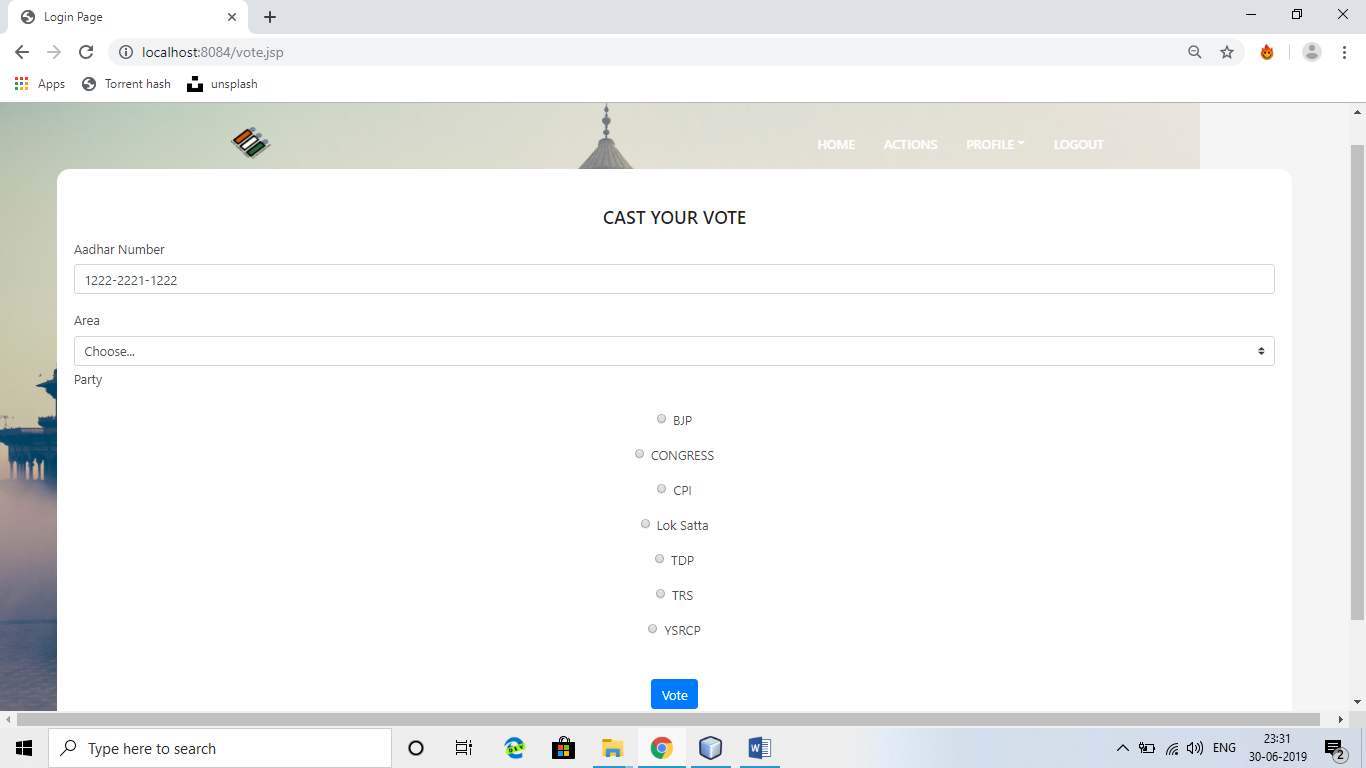 Login Page
localhost:8084/vote.jsp
Apps Torrent hash unsplash
HOME ACTIONS PROFILE LOGOUT
CAST YOUR VOTE
Aadhar Number
1222-2221-1222
Area
Choose...
Party
BJP
CONGRESS
CPI
Lok Satta
TDP
TRS
YSRCP
Vote
Type here to search
DEV
W
ENG
23:31
30-06-2019
2